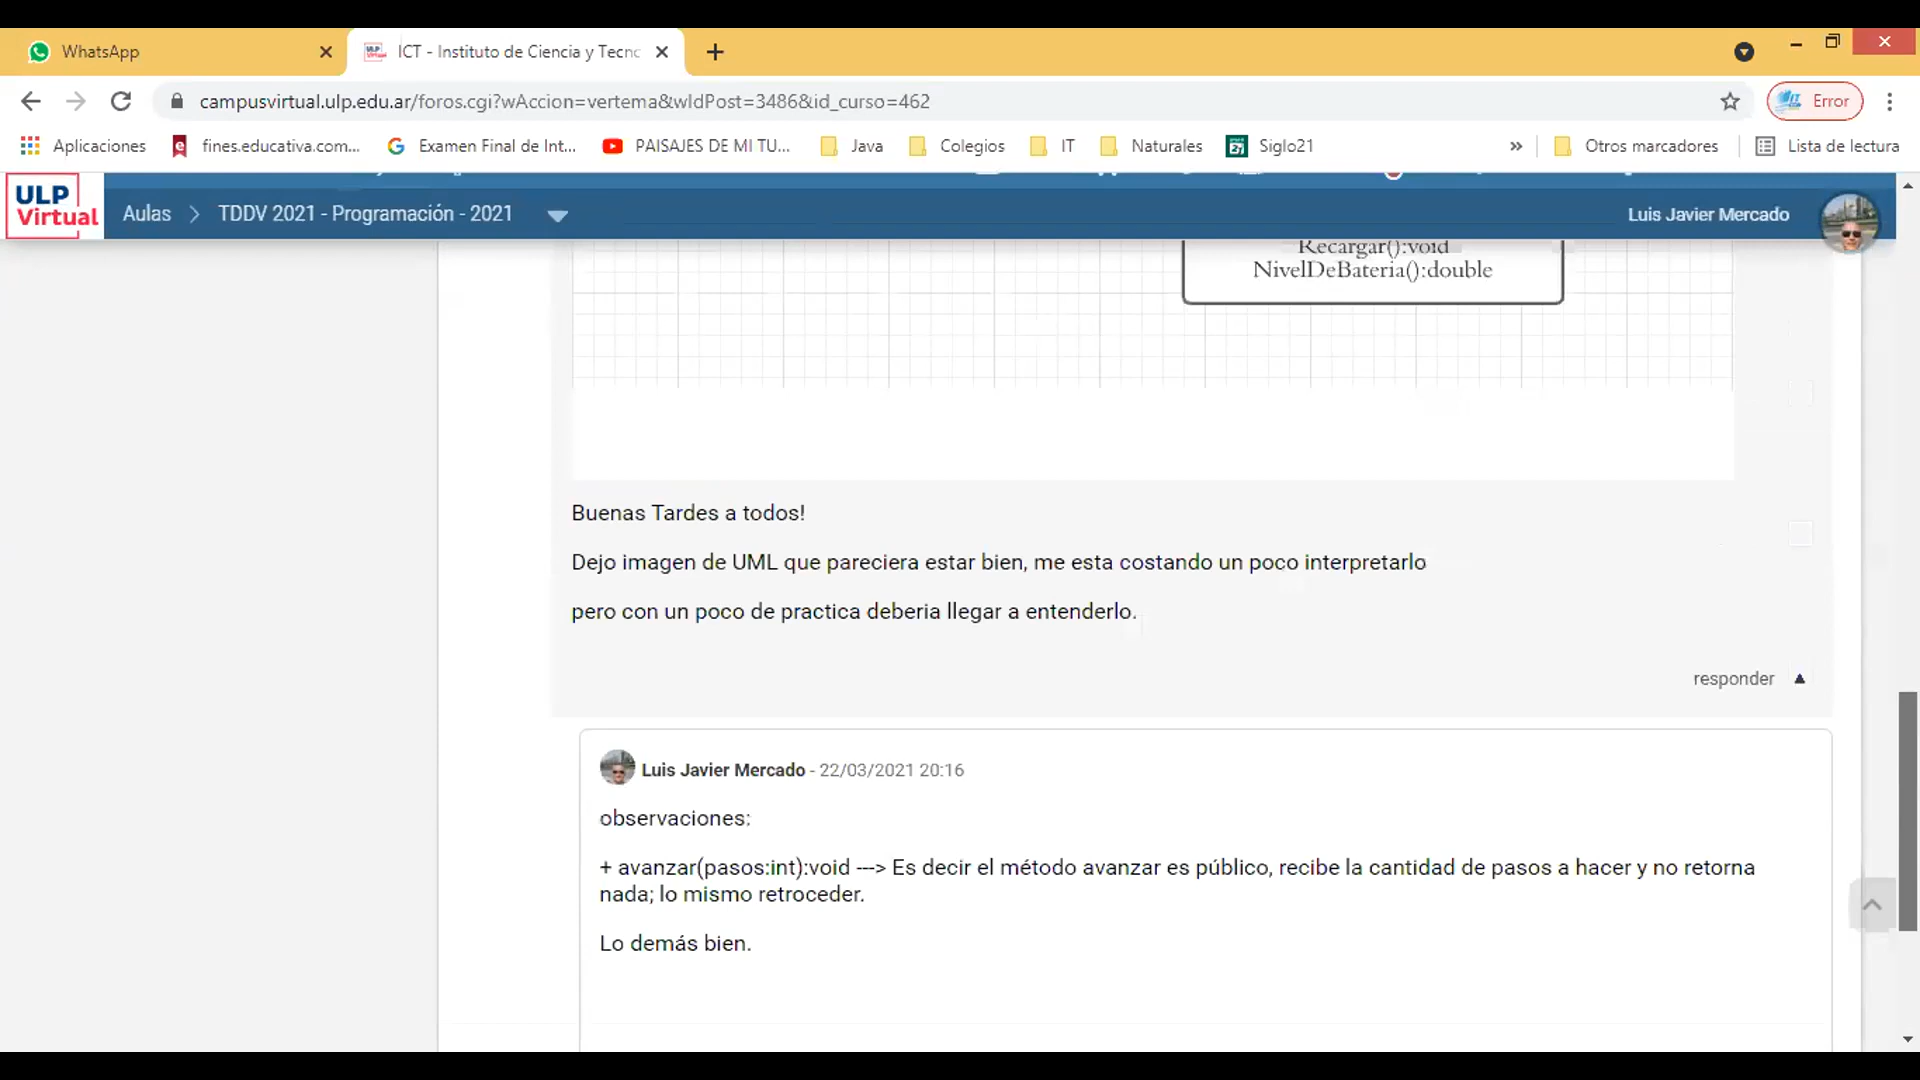 WhatsApp
ICT - Instituto de Ciencia y Tecno
campusvirtual.ulp.edu.ar/foros.cgi?wAccion=vertema&wIdPost=3486&id_curso=462
Error
Aplicaciones
fines.educativa.com...
Examen Final de Int...
PAISAJES DE MI TU...
Java
Colegios
IT
Naturales
Siglo21
»
Otros marcadores
Lista de lectura
ULP
Virtual
Aulas
TDDV 2021 - Programación - 2021
Luis Javier Mercado
Recargar():void
NivelDeBateria():double
Buenas Tardes a todos!
Dejo imagen de UML que pareciera estar bien, me esta costando un poco interpretarlo
pero con un poco de practica deberia llegar a entenderlo.
responder
Luis Javier Mercado - 22/03/2021 20:16
observaciones:
+ avanzar(pasos:int):void ---> Es decir el método avanzar es público, recibe la cantidad de pasos a hacer y no retorna
nada; lo mismo retroceder.
Lo demás bien.